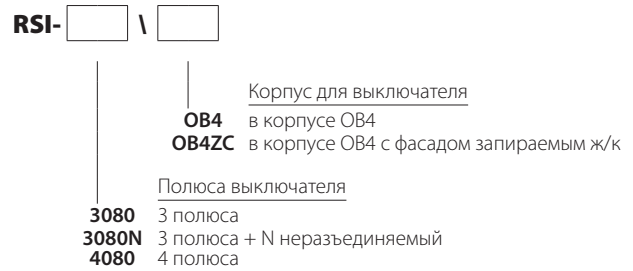 RSI- \
Корпус для выключателя
OB4 в корпусе OB4
OB4ZC в корпусе OB4 с фасадом запираемым ж/к
Полюса выключателя
3080 3 полюса
3080N 3 полюса + N неразъединяемый
4080 4 полюса